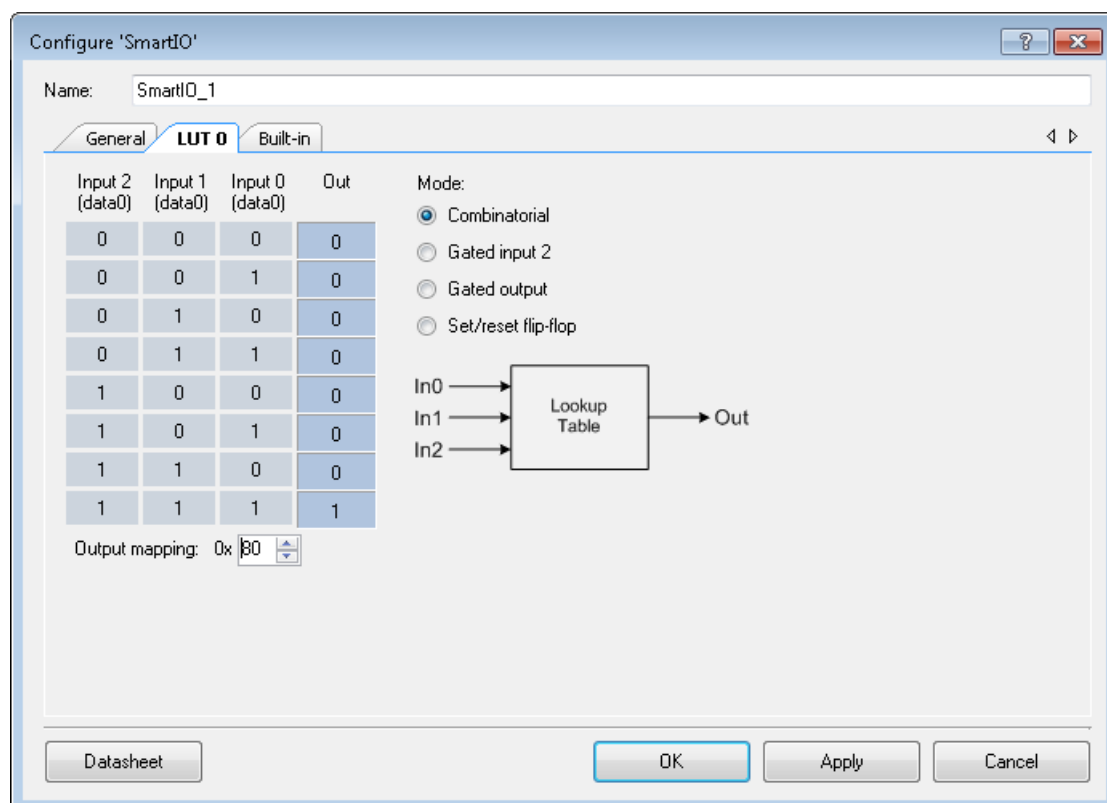 Configure 'SmartIO'
Name: SmartIO_1
General LUT 0 Built-in
Input 2 Input 1 Input 0 Out
(data0) (data0) (data0)
0 0 0 0
0 0 1 0
0 1 0 0
0 1 1 0
1 0 0 0
1 0 1 0
1 1 0 0
1 1 1 1
Output mapping: 0x 80
Mode:
Combinatorial
Gated input 2
Gated output
Set/reset flip-flop
In0
In1
In2
Lookup
Table
Out
Datasheet OK Apply Cancel